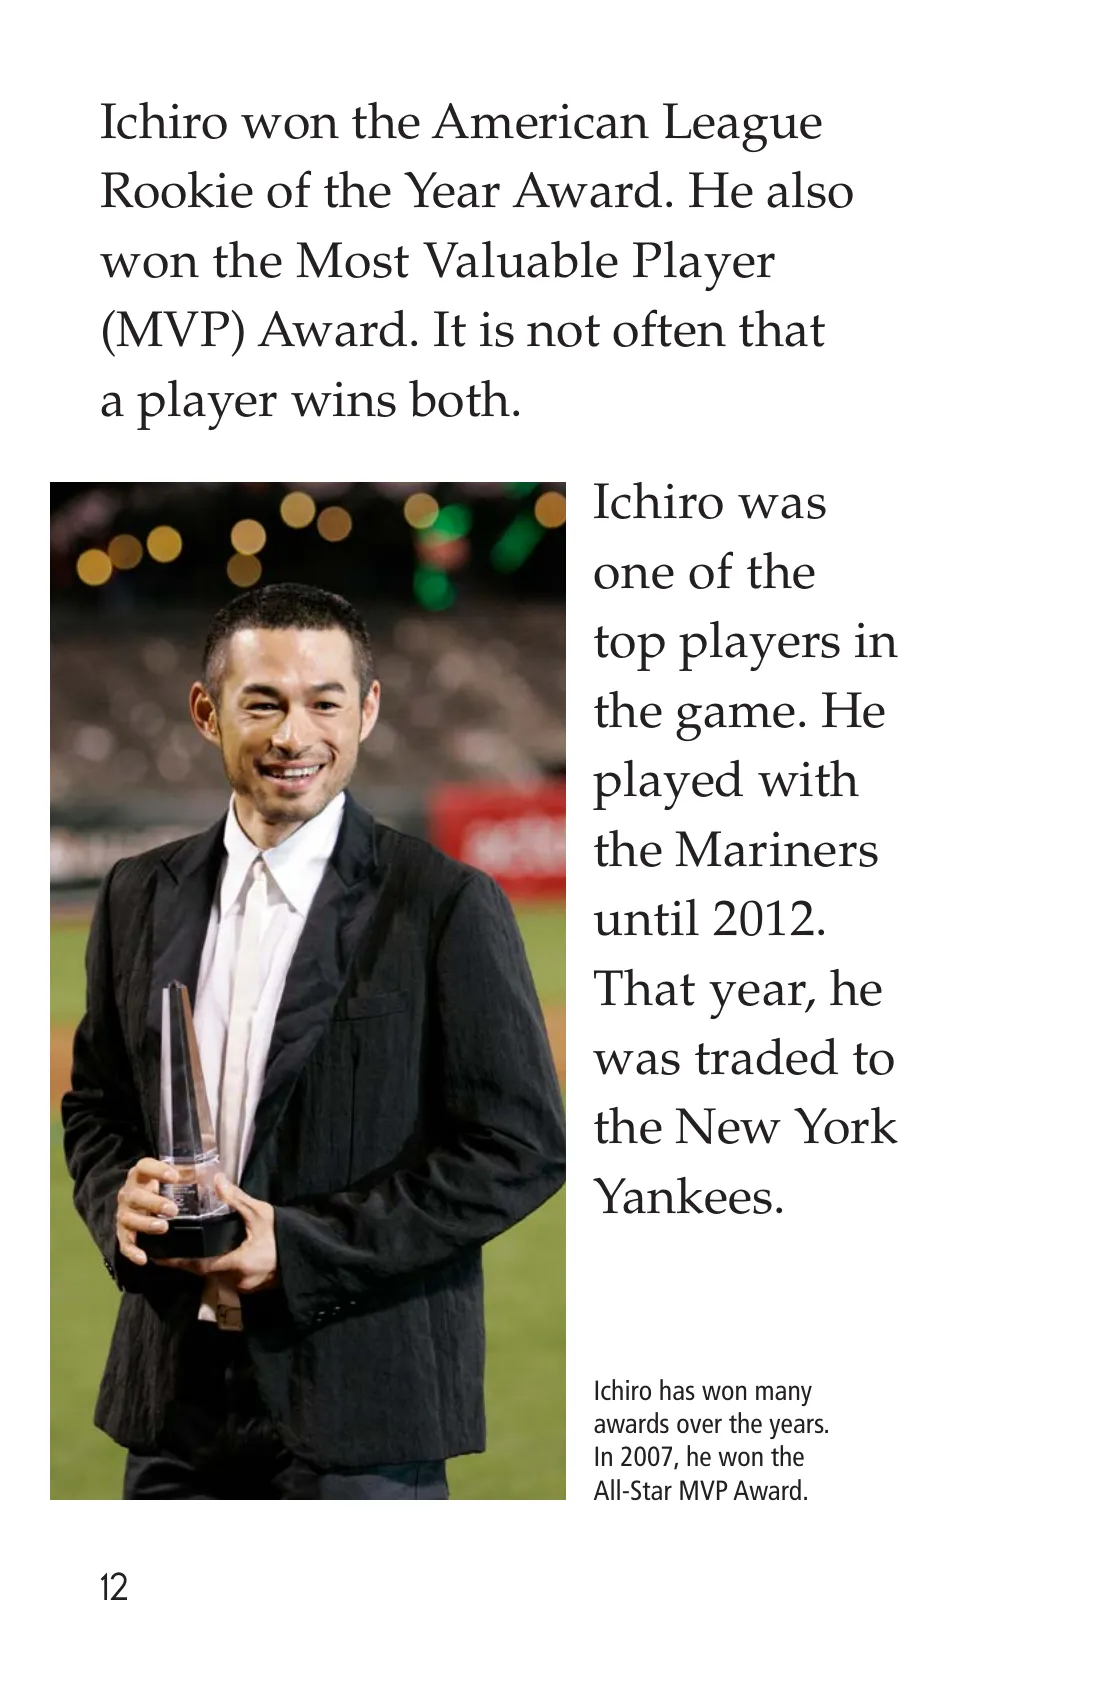 Ichiro won the American League
Rookie of the Year Award. He also
won the Most Valuable Player
(MVP) Award. It is not often that
a player wins both.
Ichiro was
one of the
top players in
the game. He
played with
the Mariners
until 2012.
That year, he
was traded to
the New York
Yankees.
Ichiro has won many
awards over the years.
In 2007, he won the
All-Star MVP Award.
12